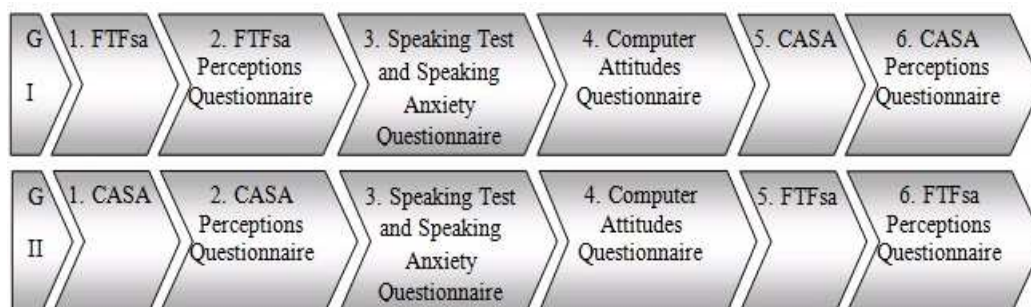 G
I
1. FTFsa
2. FTFsa
Perceptions
Questionnaire
3. Speaking Test
and Speaking
Anxiety
Questionnaire
4. Computer
Attitudes
Questionnaire
5. CASA
6. CASA
Perceptions
Questionnaire
G
II
1. CASA
2. CASA
Perceptions
Questionnaire
3. Speaking Test
and Speaking
Anxiety
Questionnaire
4. Computer
Attitudes
Questionnaire
5. FTFsa
6. FTFsa
Perceptions
Questionnaire